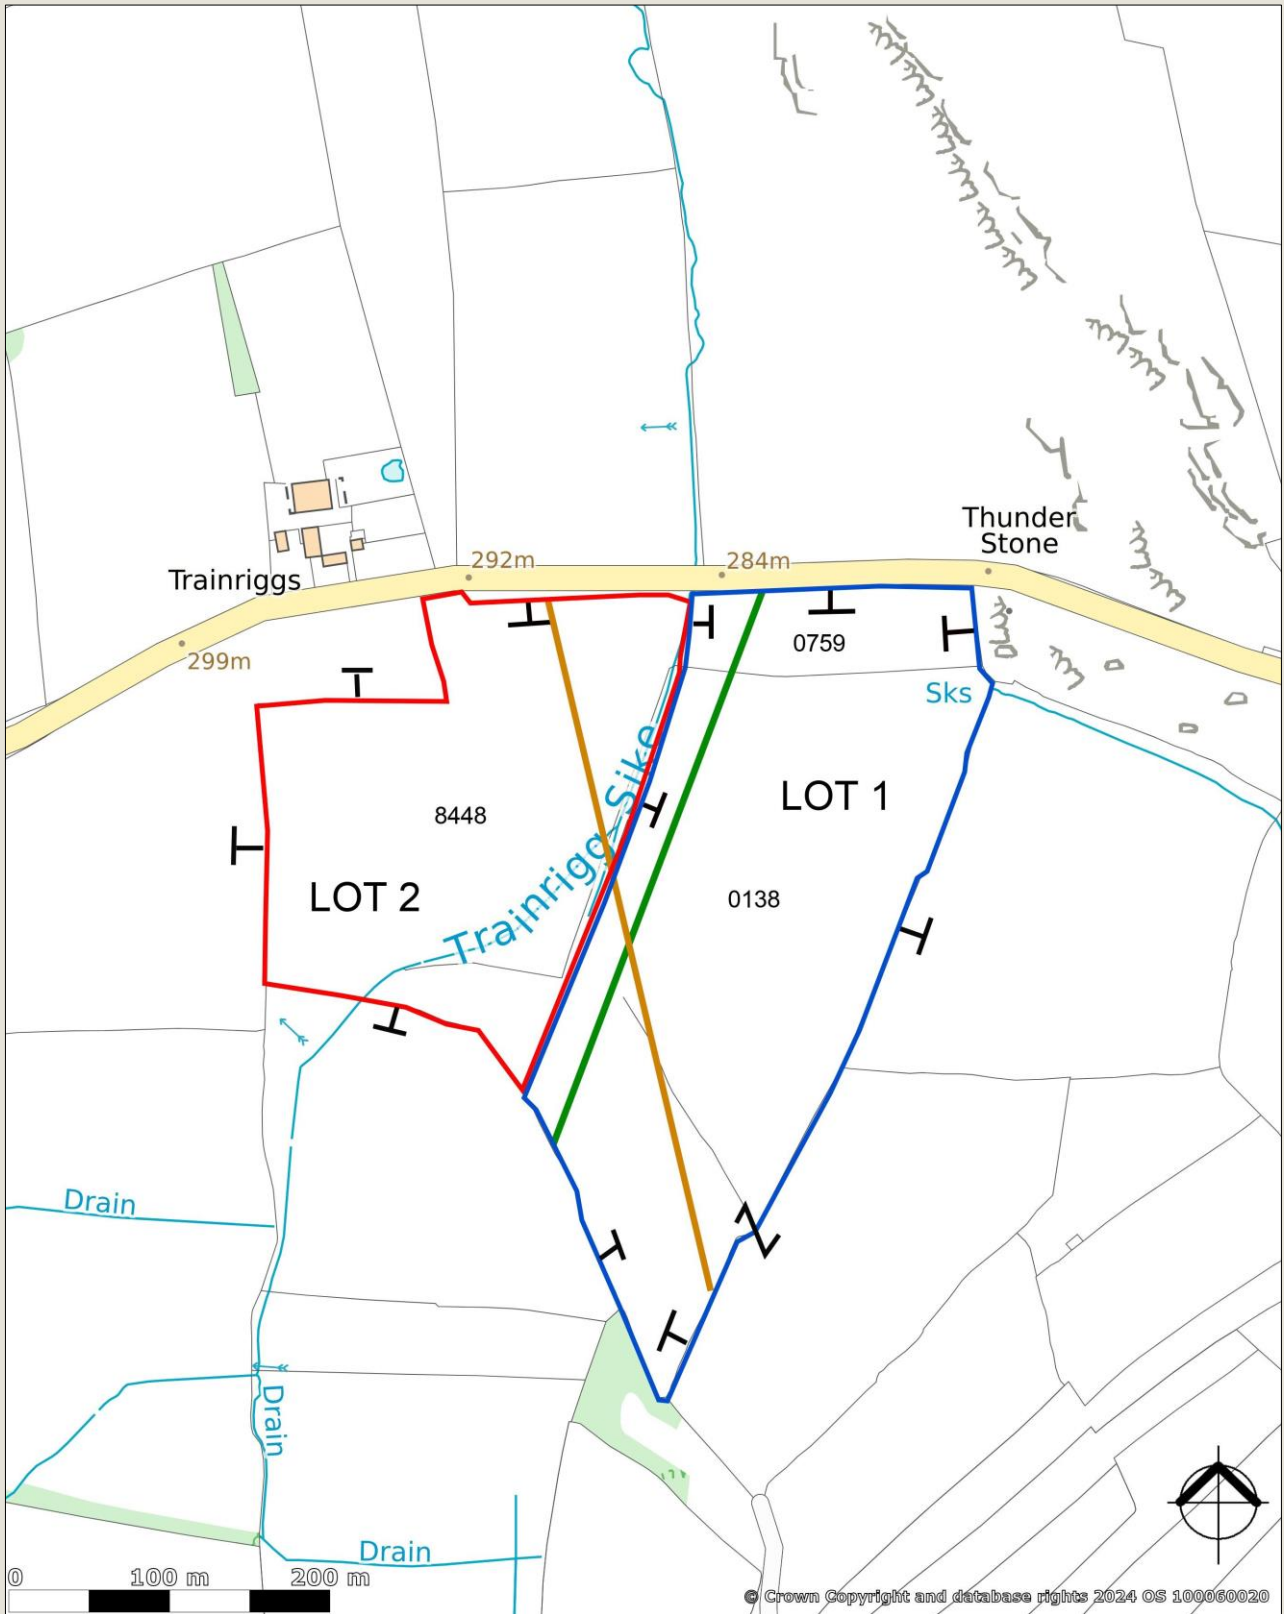 Thunder
Stone
292m
284m
Trainriggs
299m
0759
Sks
Trainrigg Sike
LOT 1
8448
LOT 2
0138
Drain
Drain
Drain
0 100 m 200 m
© Crown Copyright and database rights 2024 OS 100060020